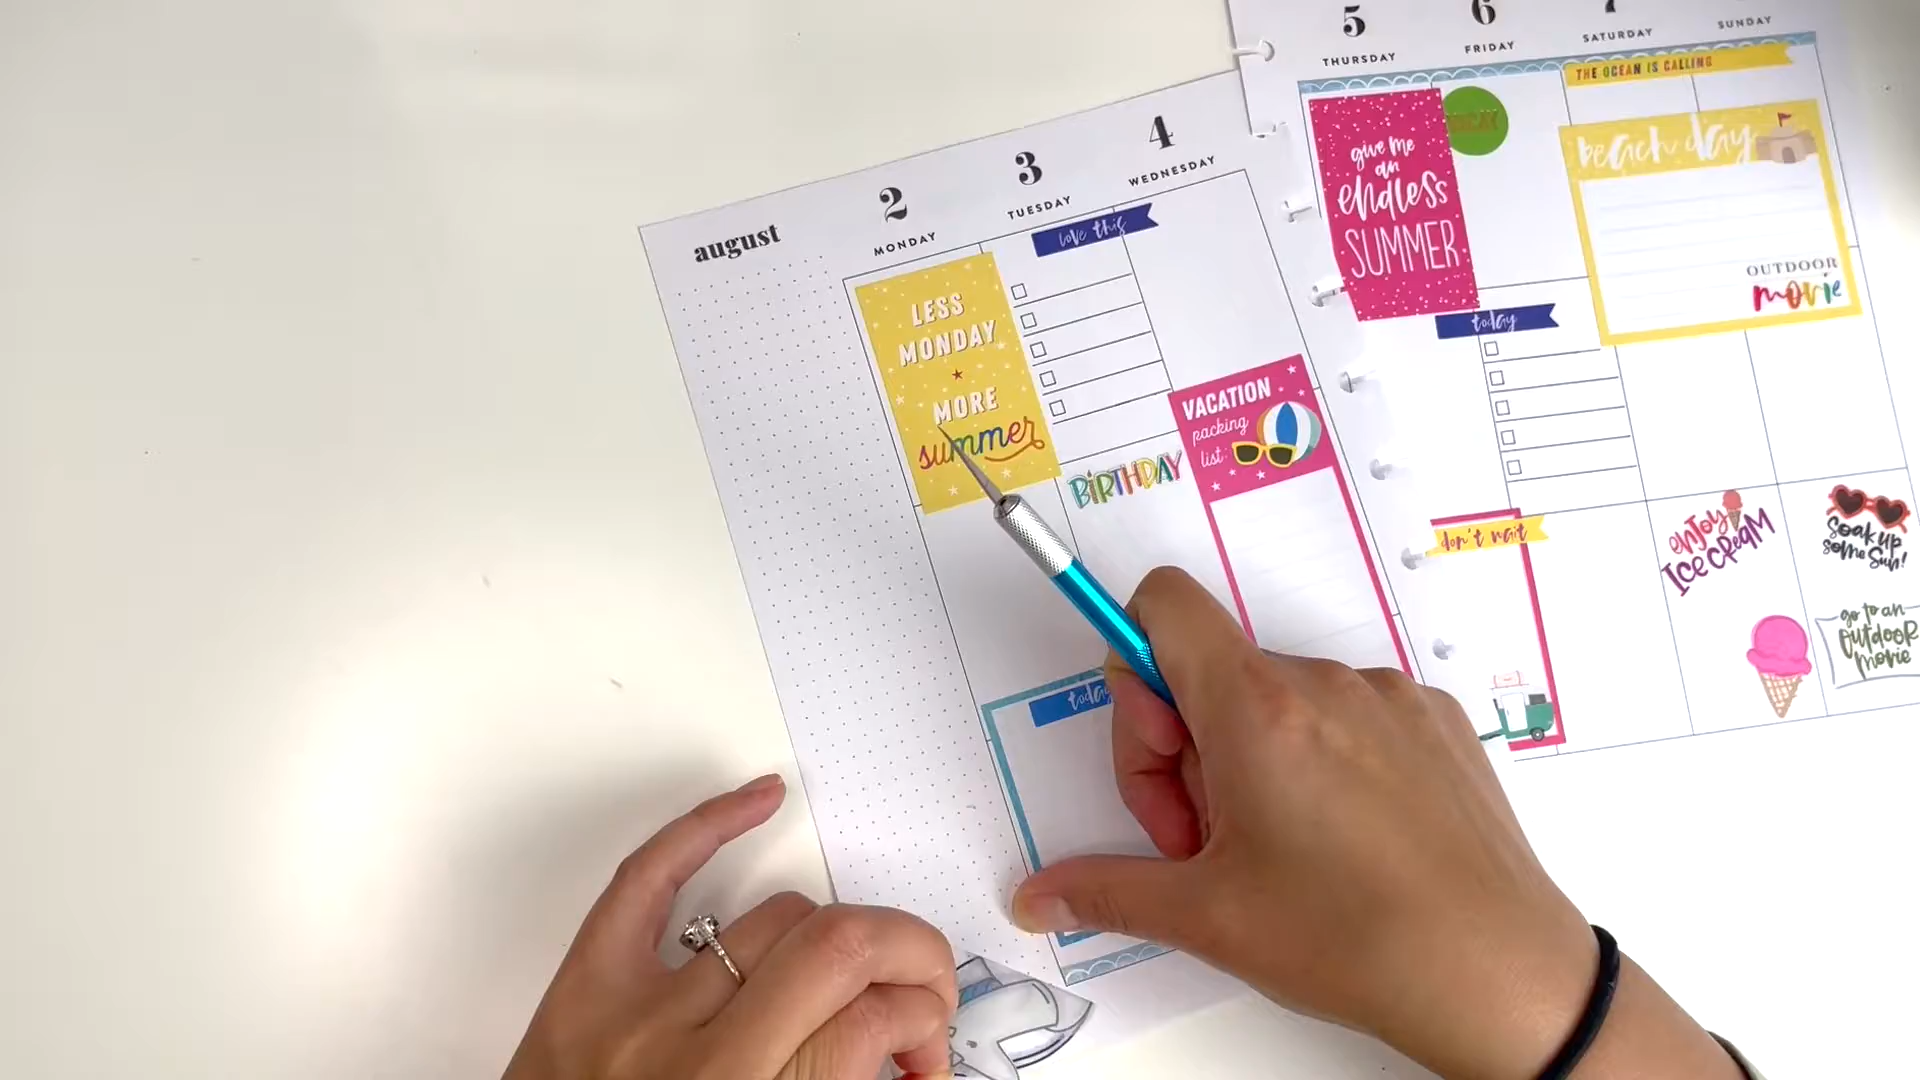 august
2
MONDAY
3
TUESDAY
4
WEDNESDAY
LESS
MONDAY
MORE
summer
love this
BIRTHDAY
VACATION
packing
list:
today
5
THURSDAY
6
FRIDAY
7
SATURDAY
SUNDAY
THE OCEAN IS CALLING
give me
an
endless
SUMMER
beach day
OUTDOOR
movie
today
don't wait
enjoy
ICE CREAM
Soak up
some Sun!
go to an
outdoor
movie